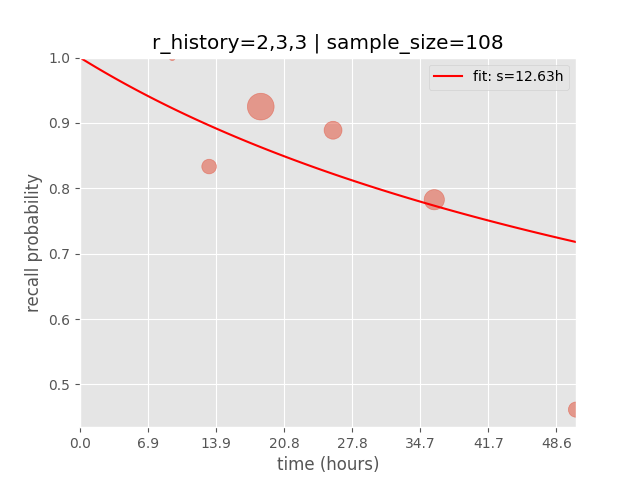 r_history=2,3,3 | sample_size=108
fit: s=12.63h
1.0
0.9
0.8
0.7
0.6
0.5
recall probability
0.0 6.9 13.9 20.8 27.8 34.7 41.7 48.6
time (hours)